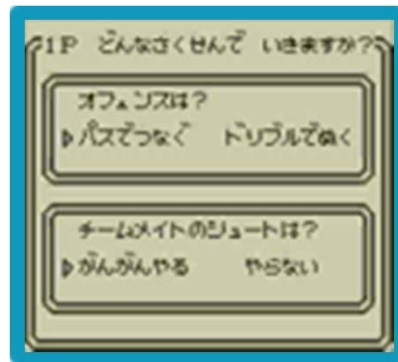 1P どんなさくせんで いきますか?
オフェンスは?
▶パスでつなぐ ドリブルでぬく
チームメイトのシュートは?
▶がんがんやる やらない